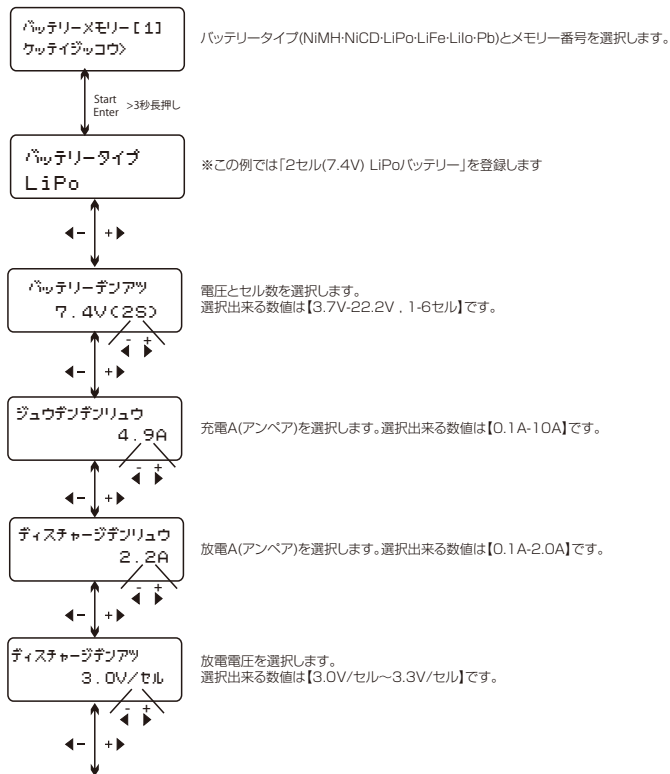 バッテリーメモリー[1]
ケッテイジッコウ>
バッテリータイプ(NiMH·NiCD·LiPo·LiFe·LiIo·Pb)とメモリー番号を選択します。
Start
Enter >3秒長押し
バッテリータイプ
LiPo
※この例では「2セル(7.4V) LiPoバッテリー」を登録します
◀− +▶
バッテリーデンアツ
7.4V(2S)
電圧とセル数を選択します。
選択出来る数値は【3.7V-22.2V , 1-6セル】です。
− +
◀ ▶
◀− +▶
ジュウデンデンリュウ
4.9A
充電A(アンペア)を選択します。選択出来る数値は【0.1A-10A】です。
− +
◀ ▶
◀− +▶
ディスチャージデンリュウ
2.2A
放電A(アンペア)を選択します。選択出来る数値は【0.1A-2.0A】です。
− +
◀ ▶
◀− +▶
ディスチャージデンアツ
3.0V/セル
放電電圧を選択します。
選択出来る数値は【3.0V/セル〜3.3V/セル】です。
− +
◀ ▶
◀− +▶